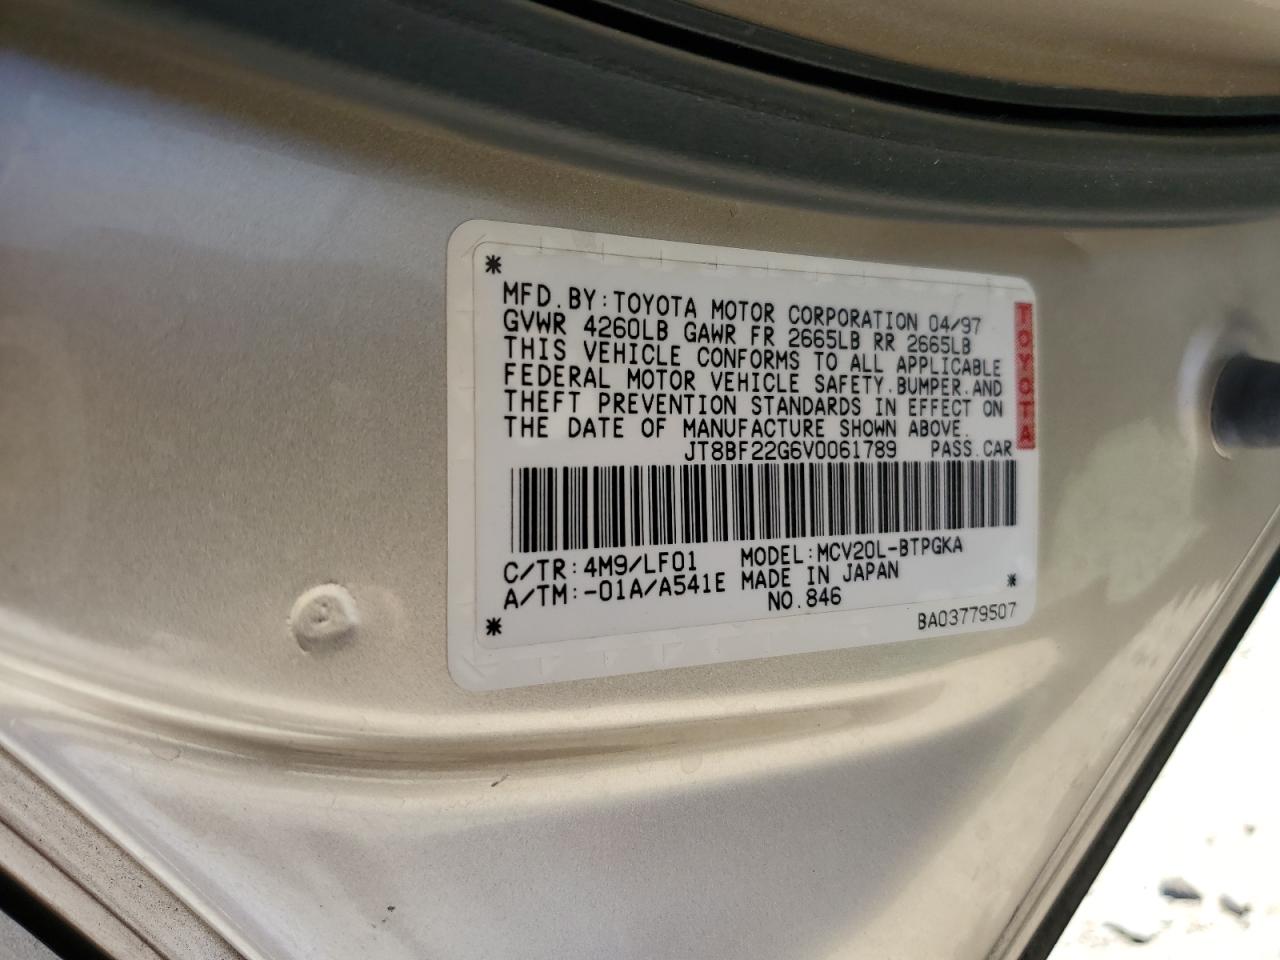 MFD. BY: TOYOTA MOTOR CORPORATION 04/97
GVWR 4260LB GAWR FR 2665LB RR 2665LB
THIS VEHICLE CONFORMS TO ALL APPLICABLE
FEDERAL MOTOR VEHICLE SAFETY. BUMPER. AND
THEFT PREVENTION STANDARDS IN EFFECT ON
THE DATE OF MANUFACTURE SHOWN ABOVE.
JT8BF22G6V0061789 PASS. CAR
TOYOTA
C/TR: 4M9/LF01 MODEL: MCV20L-BTPGKA
A/TM: -01A/A541E MADE IN JAPAN
NO. 846
BA03779507